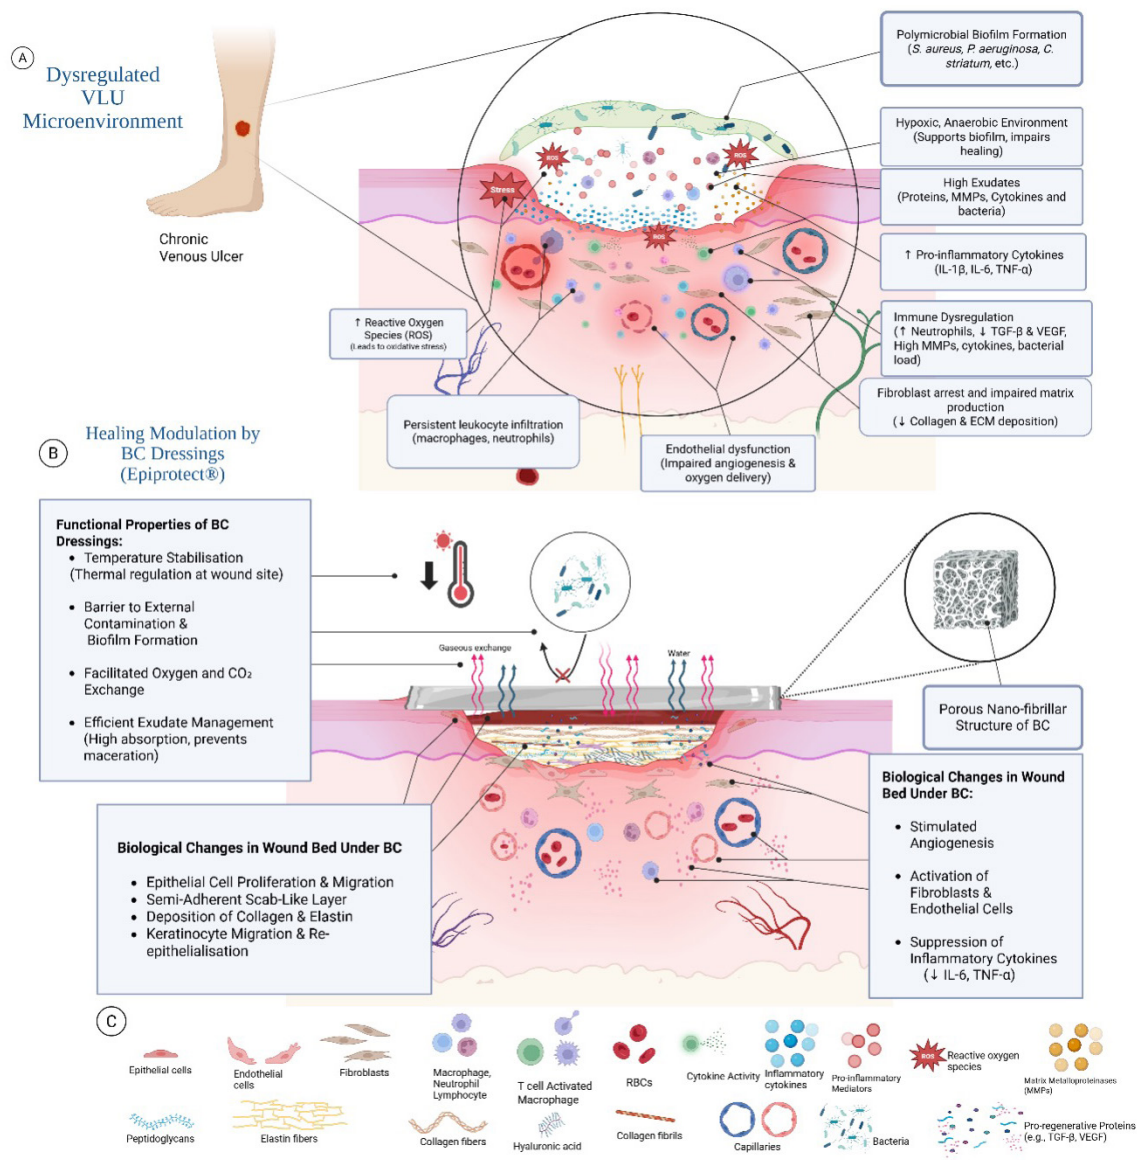 A
Dysregulated
VLU
Microenvironment
Chronic
Venous Ulcer
Polymicrobial Biofilm Formation
(S. aureus, P. aeruginosa, C.
striatum, etc.)
Hypoxic, Anaerobic Environment
(Supports biofilm, impairs
healing)
High Exudates
(Proteins, MMPs, Cytokines and
bacteria)
↑ Pro-inflammatory Cytokines
(IL-1β, IL-6, TNF-α)
Immune Dysregulation
(↑ Neutrophils, ↓ TGF-β & VEGF,
High MMPs, cytokines, bacterial
load)
Fibroblast arrest and impaired matrix
production
(↓ Collagen & ECM deposition)
ROS
ROS
Stress
ROS
↑ Reactive Oxygen
Species (ROS)
(Leads to oxidative stress)
Persistent leukocyte infiltration
(macrophages, neutrophils)
Endothelial dysfunction
(Impaired angiogenesis &
oxygen delivery)
B
Healing Modulation by
BC Dressings
(Epiprotect®)
Functional Properties of BC
Dressings:
• Temperature Stabilisation
(Thermal regulation at wound site)
• Barrier to External
Contamination &
Biofilm Formation
• Facilitated Oxygen and CO₂
Exchange
• Efficient Exudate Management
(High absorption, prevents
maceration)
Gaseous exchange
Water
Porous Nano-fibrillar
Structure of BC
Biological Changes in Wound Bed Under BC
• Epithelial Cell Proliferation & Migration
• Semi-Adherent Scab-Like Layer
• Deposition of Collagen & Elastin
• Keratinocyte Migration & Re-
epithelialisation
Biological Changes in Wound
Bed Under BC:
• Stimulated
Angiogenesis
• Activation of
Fibroblasts &
Endothelial Cells
• Suppression of
Inflammatory Cytokines
(↓ IL-6, TNF-α)
C
Epithelial cells
Endothelial
cells
Fibroblasts
Macrophage,
Neutrophil
Lymphocyte
T cell Activated
Macrophage
RBCs
Cytokine Activity
Inflammatory
cytokines
Pro-inflammatory
Mediators
ROS
Reactive oxygen
species
Matrix Metalloproteinases
(MMPs)
Peptidoglycans
Elastin fibers
Collagen fibers
Hyaluronic acid
Collagen fibrils
Capillaries
Bacteria
Pro-regenerative Proteins
(e.g., TGF-β, VEGF)